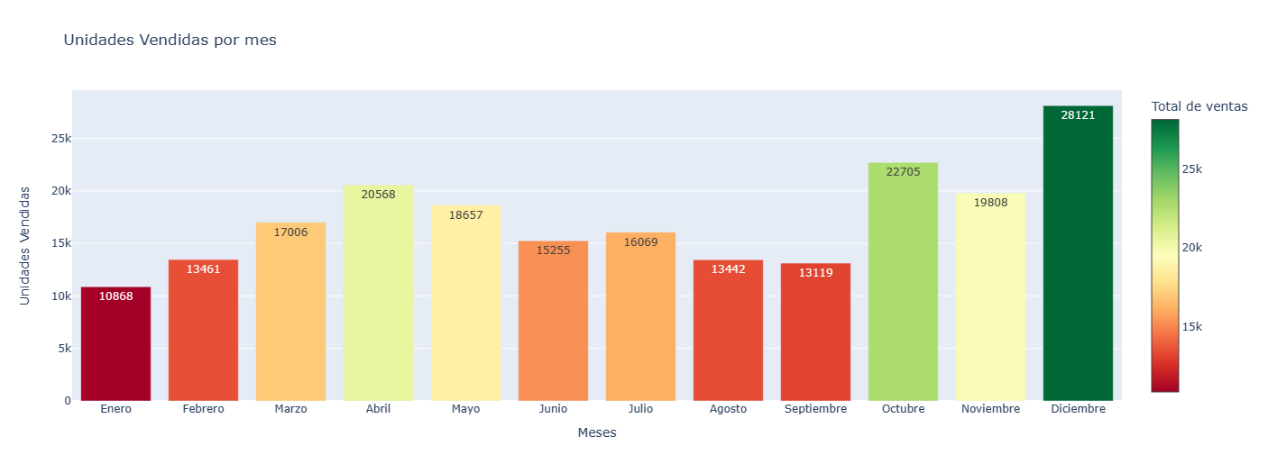 Unidades Vendidas por mes
Total de ventas
Unidades Vendidas
25k
20k
15k
10k
5k
0
10868
13461
17006
20568
18657
15255
16069
13442
13119
22705
19808
28121
Enero
Febrero
Marzo
Abril
Mayo
Junio
Julio
Agosto
Septiembre
Octubre
Noviembre
Diciembre
Meses
25k
20k
15k